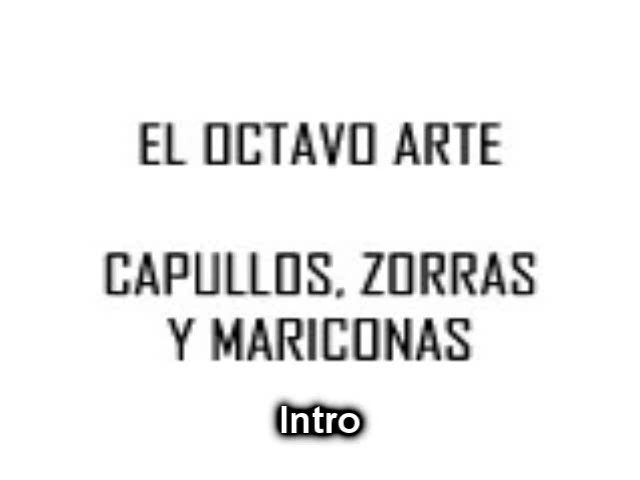 EL OCTAVO ARTE
CAPULLOS, ZORRAS
Y MARICONAS
Intro